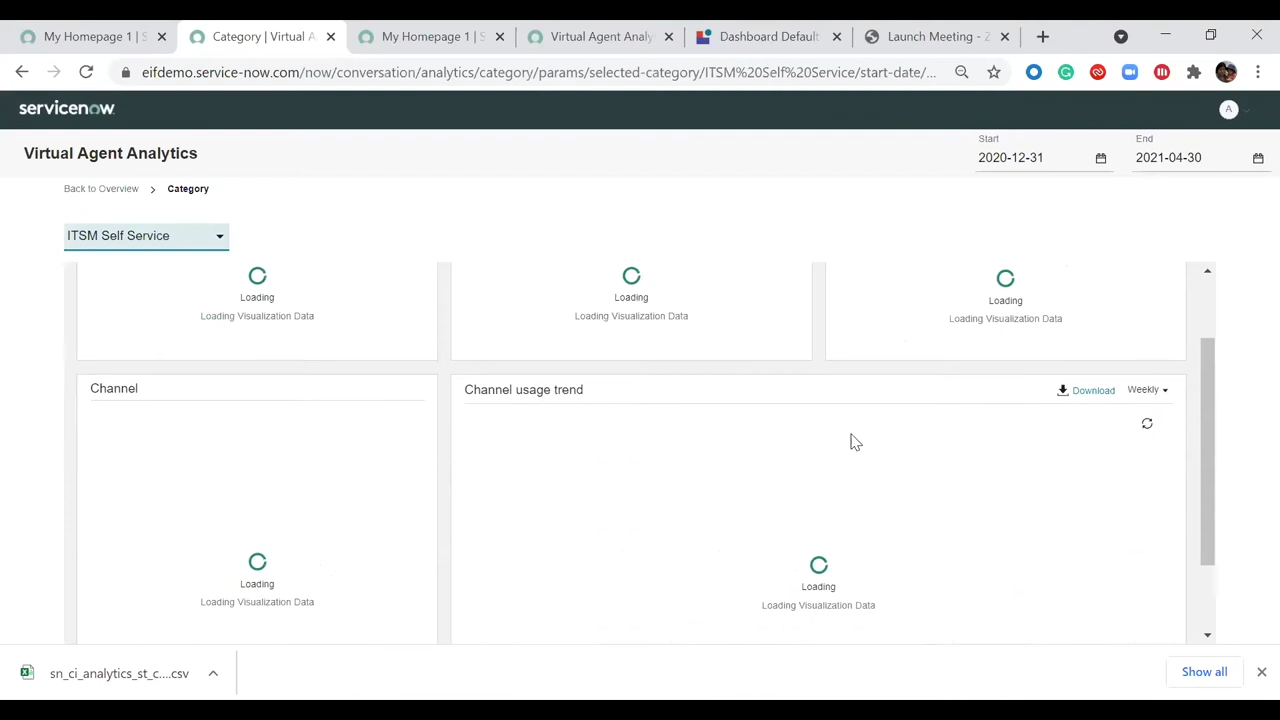 My Homepage 1 | S
Category | Virtual A
My Homepage 1 | S
Virtual Agent Analy
Dashboard Default
Launch Meeting - Z
eifdemo.service-now.com/now/conversation/analytics/category/params/selected-category/ITSM%20Self%20Service/start-date/...
servicenow.
A
Virtual Agent Analytics
Start
2020-12-31
End
2021-04-30
Back to Overview
Category
ITSM Self Service
Loading
Loading Visualization Data
Loading
Loading Visualization Data
Loading
Loading Visualization Data
Channel
Channel usage trend
Download
Weekly
Loading
Loading Visualization Data
Loading
Loading Visualization Data
sn_ci_analytics_st_c....csv
Show all